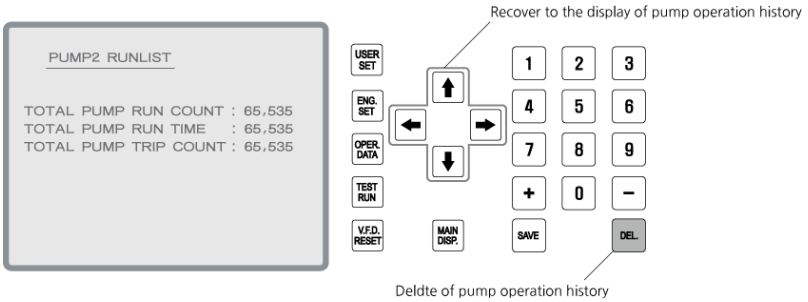 Recover to the display of pump operation history
PUMP2 RUNLIST
TOTAL PUMP RUN COUNT : 65,535
TOTAL PUMP RUN TIME : 65,535
TOTAL PUMP TRIP COUNT : 65,535
USER
SET
ENG.
SET
OPER.
DATA
TEST
RUN
V.F.D.
RESET
MAIN
DISP.
1 2 3
4 5 6
7 8 9
+ 0 −
SAVE DEL.
Deldte of pump operation history